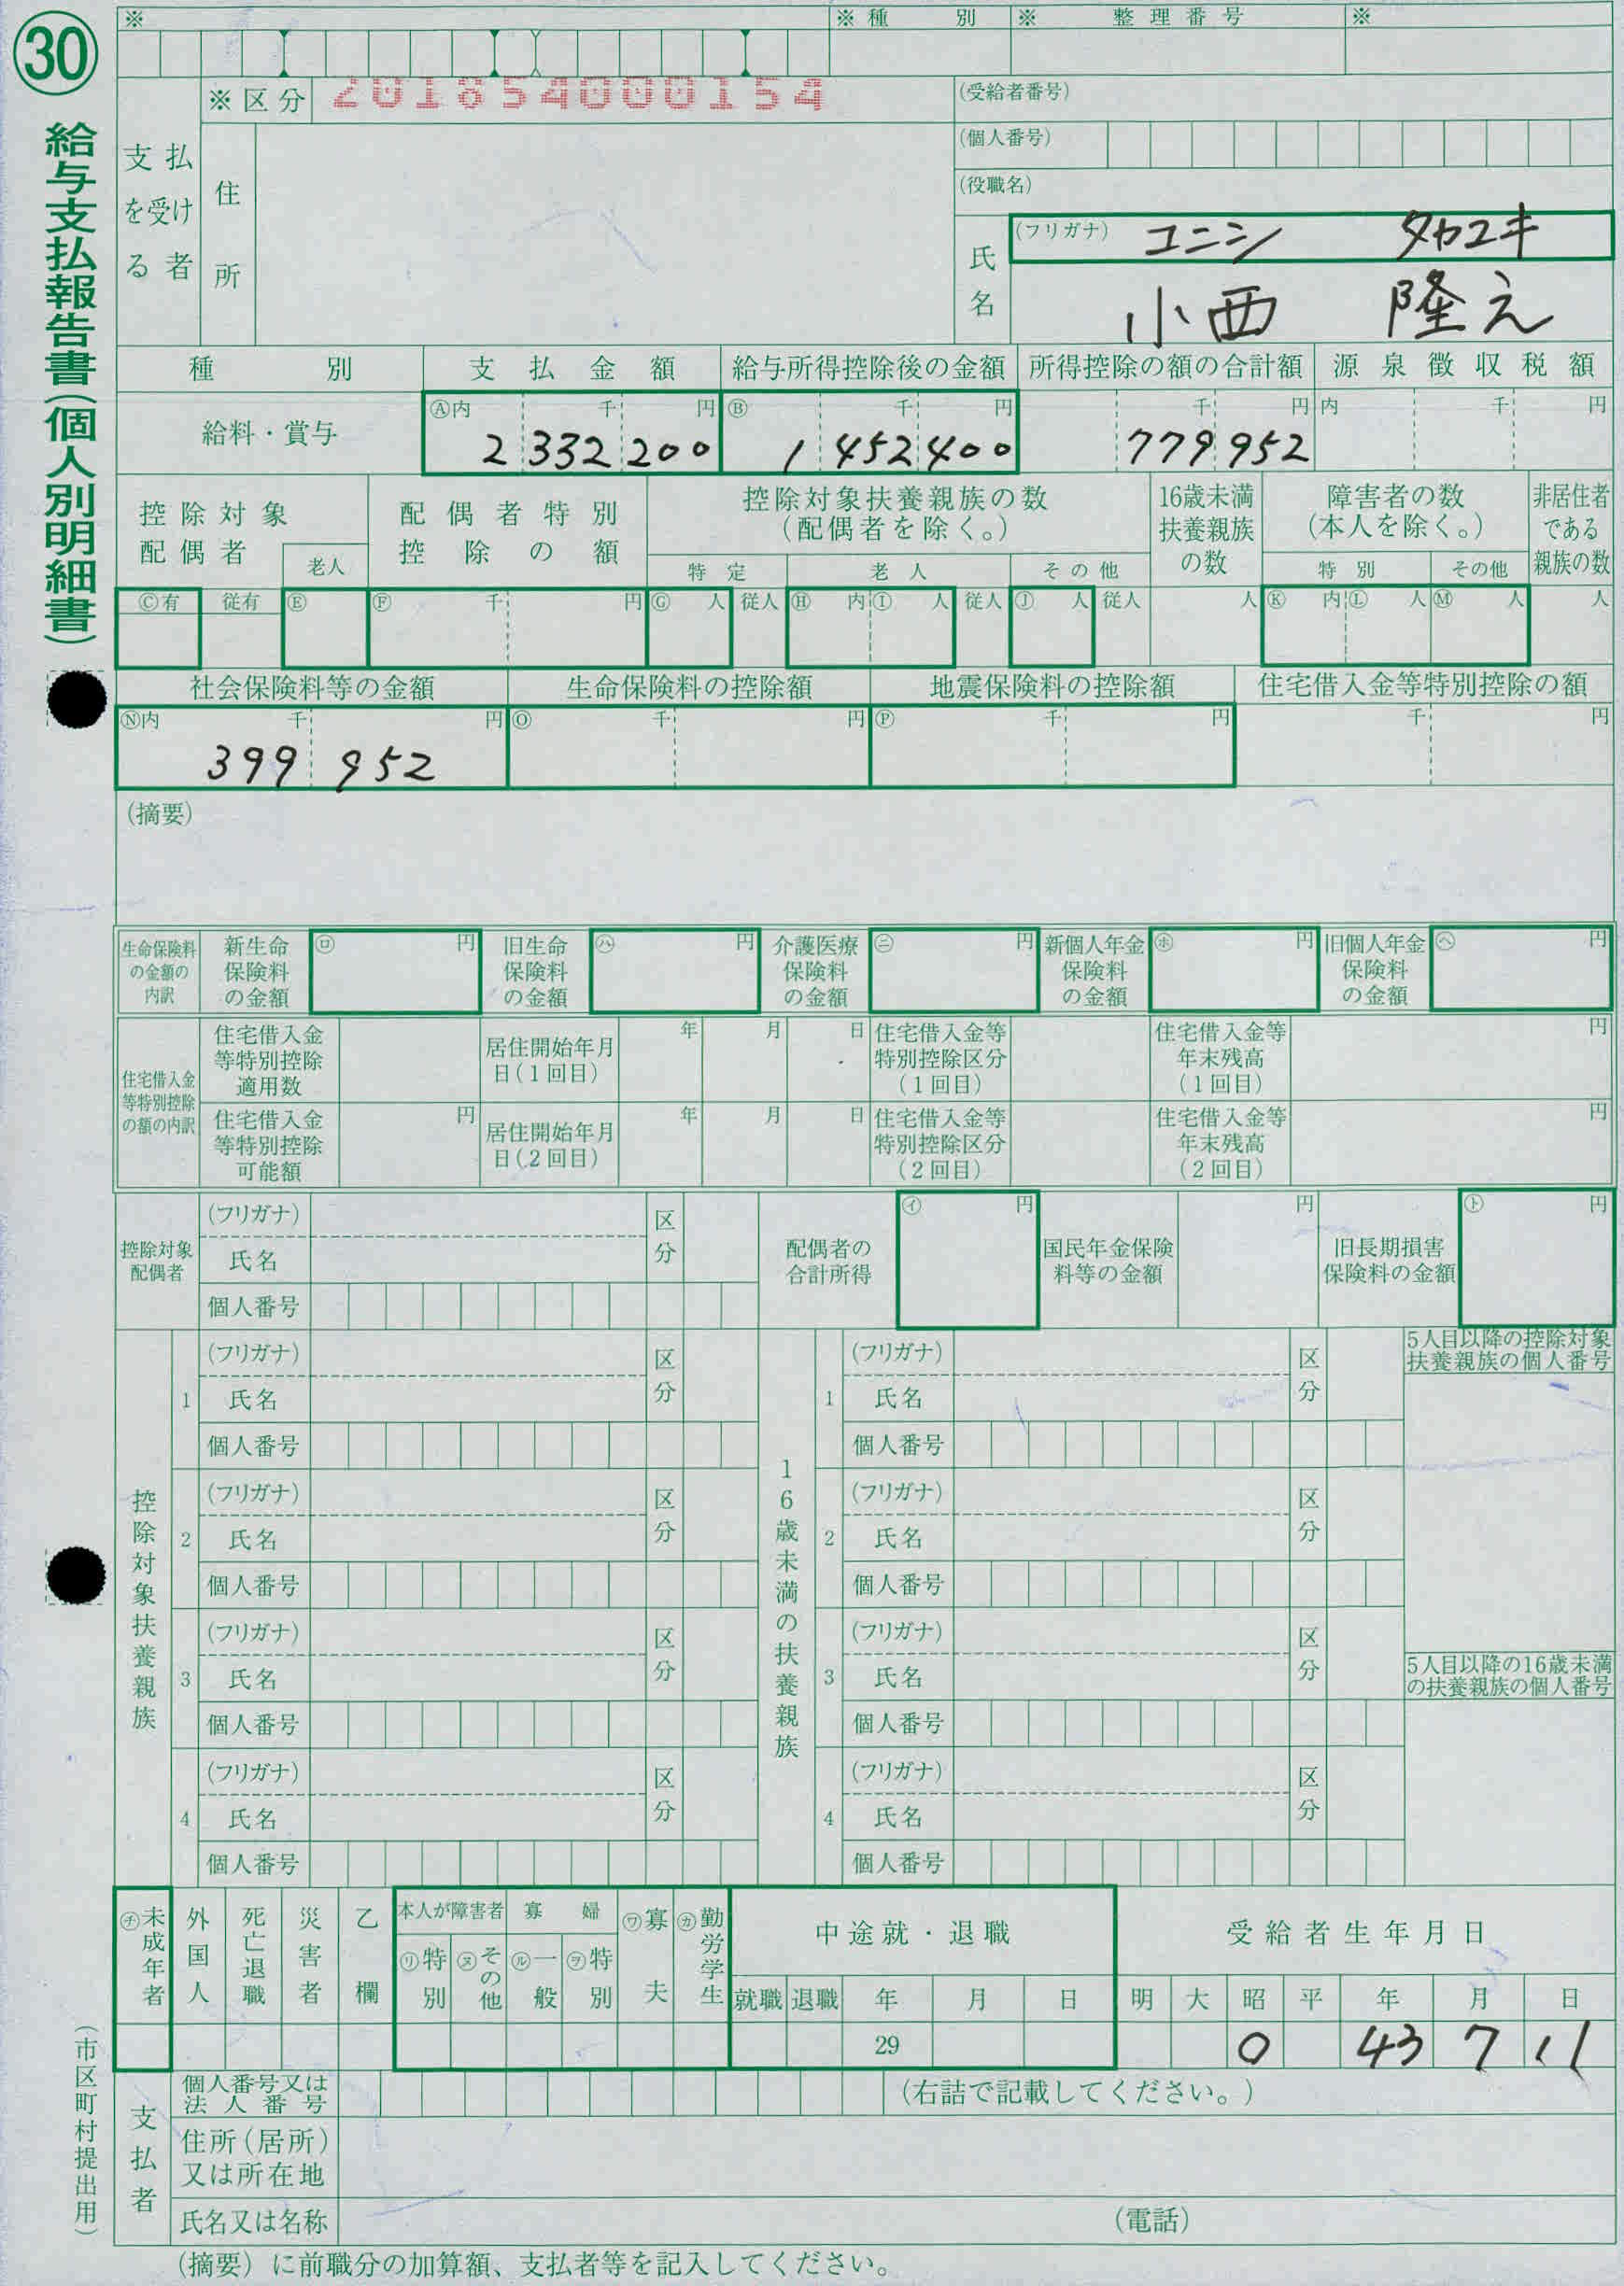 30
給与支払報告書(個人別明細書)
※ ※種別 ※ 整理番号 ※
※区分 201854000154
支払を受ける者
住所
(受給者番号)
(個人番号)
(役職名)
氏名
(フリガナ) コニシ タカユキ
小西 隆之
種別 支払金額 給与所得控除後の金額 所得控除の額の合計額 源泉徴収税額
給料・賞与 Ⓐ内 千 円 2 332 200 Ⓑ 千 円 1 452 400 千 円 779 952 内 千 円
控除対象配偶者 老人 配偶者特別控除の額 控除対象扶養親族の数(配偶者を除く。) 特定 老人 その他 16歳未満扶養親族の数 障害者の数(本人を除く。) 特別 その他 非居住者である親族の数
Ⓒ有 従有 Ⓔ Ⓕ 千 円 Ⓖ 人 従人 Ⓗ 内 Ⓘ 人 従人 Ⓙ 人 従人 人 Ⓚ 内 Ⓛ 人 Ⓜ 人 人
社会保険料等の金額 生命保険料の控除額 地震保険料の控除額 住宅借入金等特別控除の額
Ⓝ内 千 円 399 952 Ⓞ 千 円 Ⓟ 千 円 千 円
(摘要)
生命保険料の金額の内訳 新生命保険料の金額 ㋺ 円 旧生命保険料の金額 ㋩ 円 介護医療保険料の金額 ㋥ 円 新個人年金保険料の金額 ㋭ 円 旧個人年金保険料の金額 ㋬ 円
住宅借入金等特別控除の額の内訳
住宅借入金等特別控除適用数 居住開始年月日(1回目) 年 月 日 住宅借入金等特別控除区分(1回目) 住宅借入金等年末残高(1回目) 円
住宅借入金等特別控除可能額 円 居住開始年月日(2回目) 年 月 日 住宅借入金等特別控除区分(2回目) 住宅借入金等年末残高(2回目) 円
控除対象配偶者 (フリガナ) 氏名 区分 個人番号
配偶者の合計所得 ㋑ 円 国民年金保険料等の金額 円 旧長期損害保険料の金額 ㋣ 円
控除対象扶養親族
1 (フリガナ) 氏名 区分 個人番号
2 (フリガナ) 氏名 区分 個人番号
3 (フリガナ) 氏名 区分 個人番号
4 (フリガナ) 氏名 区分 個人番号
16歳未満の扶養親族
1 (フリガナ) 氏名 区分 個人番号
2 (フリガナ) 氏名 区分 個人番号
3 (フリガナ) 氏名 区分 個人番号
4 (フリガナ) 氏名 区分 個人番号
5人目以降の控除対象扶養親族の個人番号
5人目以降の16歳未満の扶養親族の個人番号
㋠未成年者 外国人 死亡退職 災害者 乙欄 本人が障害者 ㋷特別 ㋦その他 寡婦 ㋸一般 ㋾特別 ㋻寡夫 ㋕勤労学生 中途就・退職 受給者生年月日
就職 退職 年 月 日 明 大 昭 平 年 月 日
29 0 43 7 11
支払者
個人番号又は法人番号 (右詰で記載してください。)
住所(居所)又は所在地
氏名又は名称 (電話)
(摘要)に前職分の加算額、支払者等を記入してください。
(市区町村提出用)